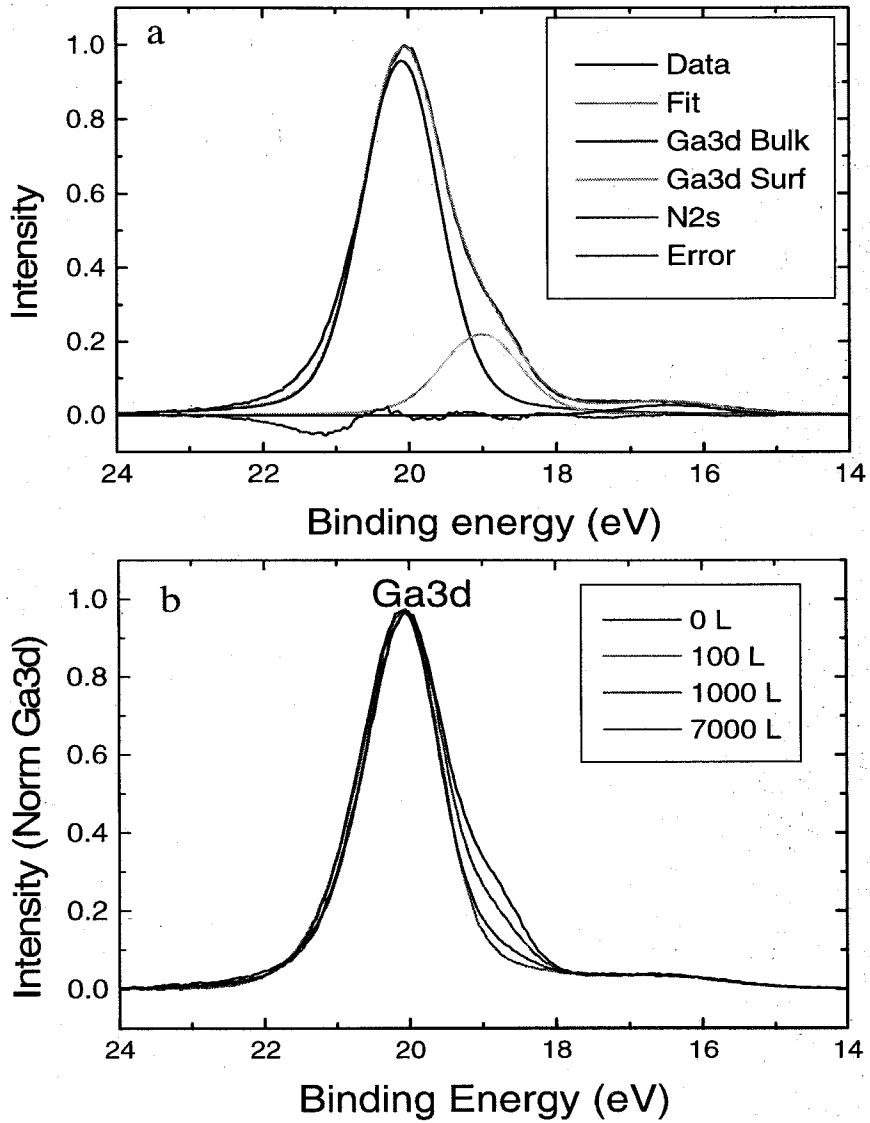 a
1.0
0.8
0.6
0.4
0.2
0.0
Intensity
Data
Fit
Ga3d Bulk
Ga3d Surf
N2s
Error
24 22 20 18 16 14
Binding energy (eV)
b
Ga3d
1.0
0.8
0.6
0.4
0.2
0.0
Intensity (Norm Ga3d)
0 L
100 L
1000 L
7000 L
24 22 20 18 16 14
Binding Energy (eV)